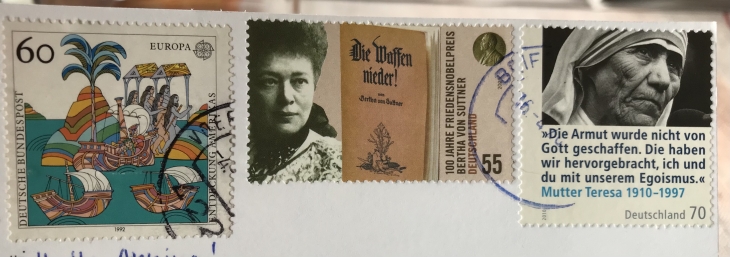 60
EUROPA
DEUTSCHE BUNDESPOST
ENTDECKUNG AMERIKAS
1992
Die Waffen
nieder!
von
Bertha von Suttner
100 JAHRE FRIEDENSNOBELPREIS
BERTHA VON SUTTNER
DEUTSCHLAND
55
BRIEF
»Die Armut wurde nicht von
Gott geschaffen. Die haben
wir hervorgebracht, ich und
du mit unserem Egoismus.«
Mutter Teresa 1910–1997
Deutschland 70